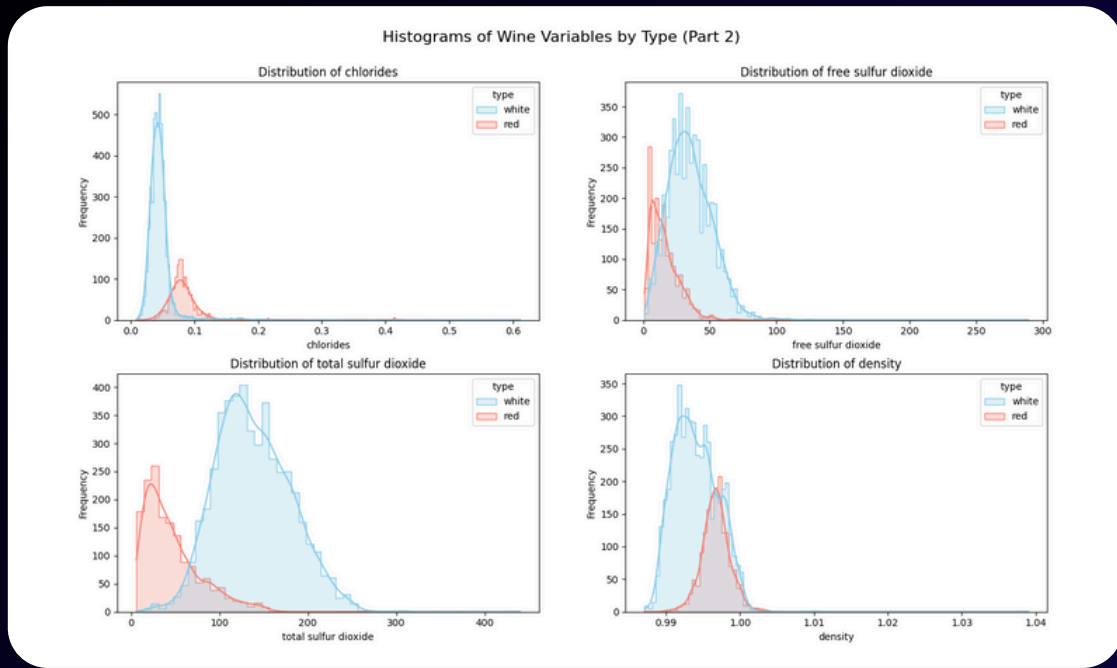 Histograms of Wine Variables by Type (Part 2)
Distribution of chlorides
type
white
red
Frequency
500
400
300
200
100
0
0.0 0.1 0.2 0.3 0.4 0.5 0.6
chlorides
Distribution of free sulfur dioxide
type
white
red
Frequency
350
300
250
200
150
100
50
0
0 50 100 150 200 250 300
free sulfur dioxide
Distribution of total sulfur dioxide
type
white
red
Frequency
400
350
300
250
200
150
100
50
0
0 100 200 300 400
total sulfur dioxide
Distribution of density
type
white
red
Frequency
350
300
250
200
150
100
50
0
0.99 1.00 1.01 1.02 1.03 1.04
density